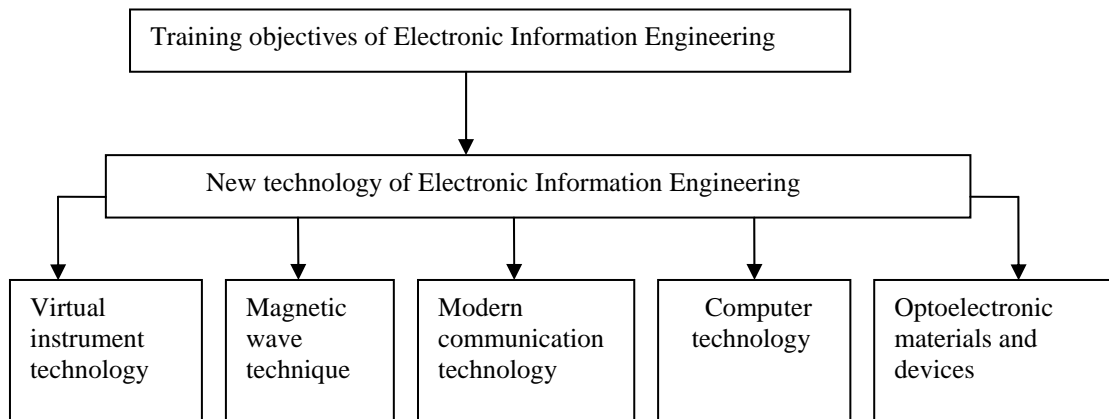 Training objectives of Electronic Information Engineering
New technology of Electronic Information Engineering
Virtual
instrument
technology
Magnetic
wave
technique
Modern
communication
technology
Computer
technology
Optoelectronic
materials and
devices